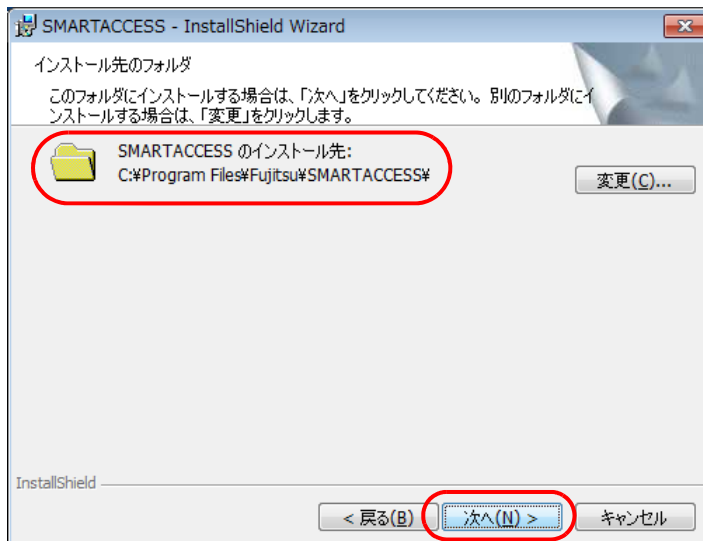 SMARTACCESS - InstallShield Wizard
インストール先のフォルダ
このフォルダにインストールする場合は、「次へ」をクリックしてください。別のフォルダにイ
ンストールする場合は、「変更」をクリックします。
SMARTACCESS のインストール先:
C:¥Program Files¥Fujitsu¥SMARTACCESS¥
変更(C)...
InstallShield
< 戻る(B)
次へ(N) >
キャンセル